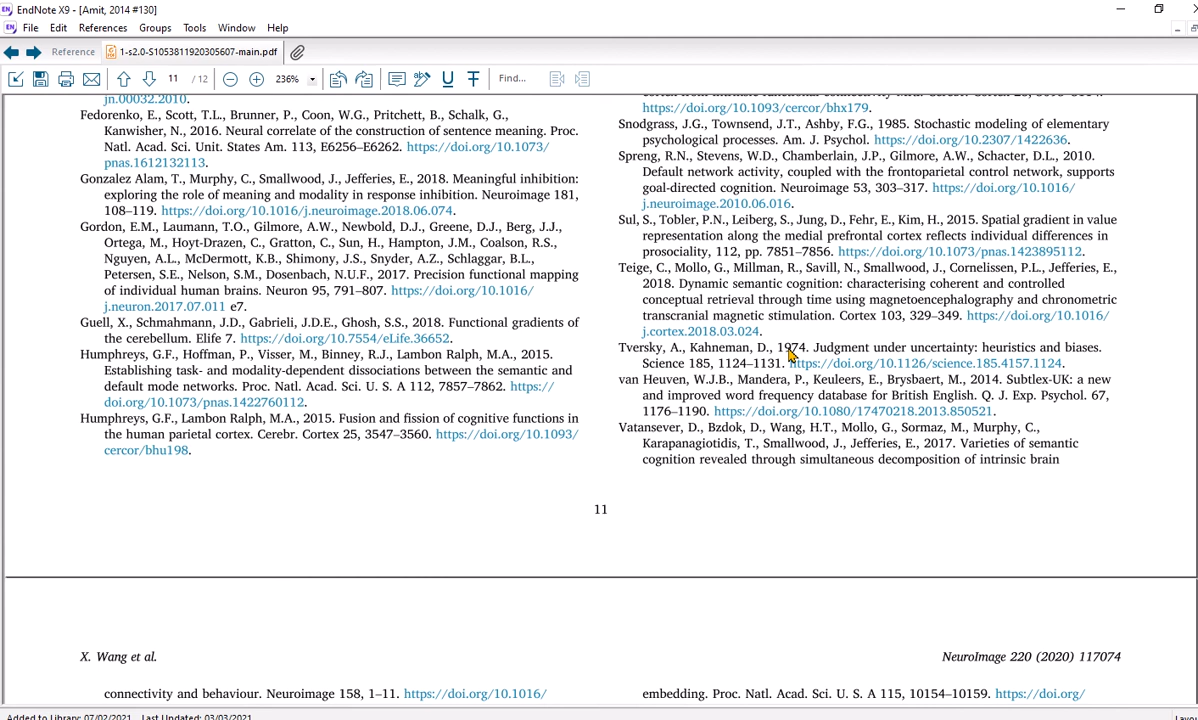 EndNote X9 - [Amit, 2014 #130]
File Edit References Groups Tools Window Help
Reference 1-s2.0-S1053811920305607-main.pdf
11 / 12 236% Find...
jn.00032.2010.
Fedorenko, E., Scott, T.L., Brunner, P., Coon, W.G., Pritchett, B., Schalk, G.,
Kanwisher, N., 2016. Neural correlate of the construction of sentence meaning. Proc.
Natl. Acad. Sci. Unit. States Am. 113, E6256–E6262. https://doi.org/10.1073/
pnas.1612132113.
Gonzalez Alam, T., Murphy, C., Smallwood, J., Jefferies, E., 2018. Meaningful inhibition:
exploring the role of meaning and modality in response inhibition. Neuroimage 181,
108–119. https://doi.org/10.1016/j.neuroimage.2018.06.074.
Gordon, E.M., Laumann, T.O., Gilmore, A.W., Newbold, D.J., Greene, D.J., Berg, J.J.,
Ortega, M., Hoyt-Drazen, C., Gratton, C., Sun, H., Hampton, J.M., Coalson, R.S.,
Nguyen, A.L., McDermott, K.B., Shimony, J.S., Snyder, A.Z., Schlaggar, B.L.,
Petersen, S.E., Nelson, S.M., Dosenbach, N.U.F., 2017. Precision functional mapping
of individual human brains. Neuron 95, 791–807. https://doi.org/10.1016/
j.neuron.2017.07.011 e7.
Guell, X., Schmahmann, J.D., Gabrieli, J.D.E., Ghosh, S.S., 2018. Functional gradients of
the cerebellum. Elife 7. https://doi.org/10.7554/eLife.36652.
Humphreys, G.F., Hoffman, P., Visser, M., Binney, R.J., Lambon Ralph, M.A., 2015.
Establishing task- and modality-dependent dissociations between the semantic and
default mode networks. Proc. Natl. Acad. Sci. U. S. A 112, 7857–7862. https://
doi.org/10.1073/pnas.1422760112.
Humphreys, G.F., Lambon Ralph, M.A., 2015. Fusion and fission of cognitive functions in
the human parietal cortex. Cerebr. Cortex 25, 3547–3560. https://doi.org/10.1093/
cercor/bhu198.
https://doi.org/10.1093/cercor/bhx179.
Snodgrass, J.G., Townsend, J.T., Ashby, F.G., 1985. Stochastic modeling of elementary
psychological processes. Am. J. Psychol. https://doi.org/10.2307/1422636.
Spreng, R.N., Stevens, W.D., Chamberlain, J.P., Gilmore, A.W., Schacter, D.L., 2010.
Default network activity, coupled with the frontoparietal control network, supports
goal-directed cognition. Neuroimage 53, 303–317. https://doi.org/10.1016/
j.neuroimage.2010.06.016.
Sul, S., Tobler, P.N., Leiberg, S., Jung, D., Fehr, E., Kim, H., 2015. Spatial gradient in value
representation along the medial prefrontal cortex reflects individual differences in
prosociality, 112, pp. 7851–7856. https://doi.org/10.1073/pnas.1423895112.
Teige, C., Mollo, G., Millman, R., Savill, N., Smallwood, J., Cornelissen, P.L., Jefferies, E.,
2018. Dynamic semantic cognition: characterising coherent and controlled
conceptual retrieval through time using magnetoencephalography and chronometric
transcranial magnetic stimulation. Cortex 103, 329–349. https://doi.org/10.1016/
j.cortex.2018.03.024.
Tversky, A., Kahneman, D., 1974. Judgment under uncertainty: heuristics and biases.
Science 185, 1124–1131. https://doi.org/10.1126/science.185.4157.1124.
van Heuven, W.J.B., Mandera, P., Keuleers, E., Brysbaert, M., 2014. Subtlex-UK: a new
and improved word frequency database for British English. Q. J. Exp. Psychol. 67,
1176–1190. https://doi.org/10.1080/17470218.2013.850521.
Vatansever, D., Bzdok, D., Wang, H.T., Mollo, G., Sormaz, M., Murphy, C.,
Karapanagiotidis, T., Smallwood, J., Jefferies, E., 2017. Varieties of semantic
cognition revealed through simultaneous decomposition of intrinsic brain
11
X. Wang et al.
NeuroImage 220 (2020) 117074
connectivity and behaviour. Neuroimage 158, 1–11. https://doi.org/10.1016/
embedding. Proc. Natl. Acad. Sci. U. S. A 115, 10154–10159. https://doi.org/
Added to Library: 07/02/2021 Last Updated: 03/03/2021